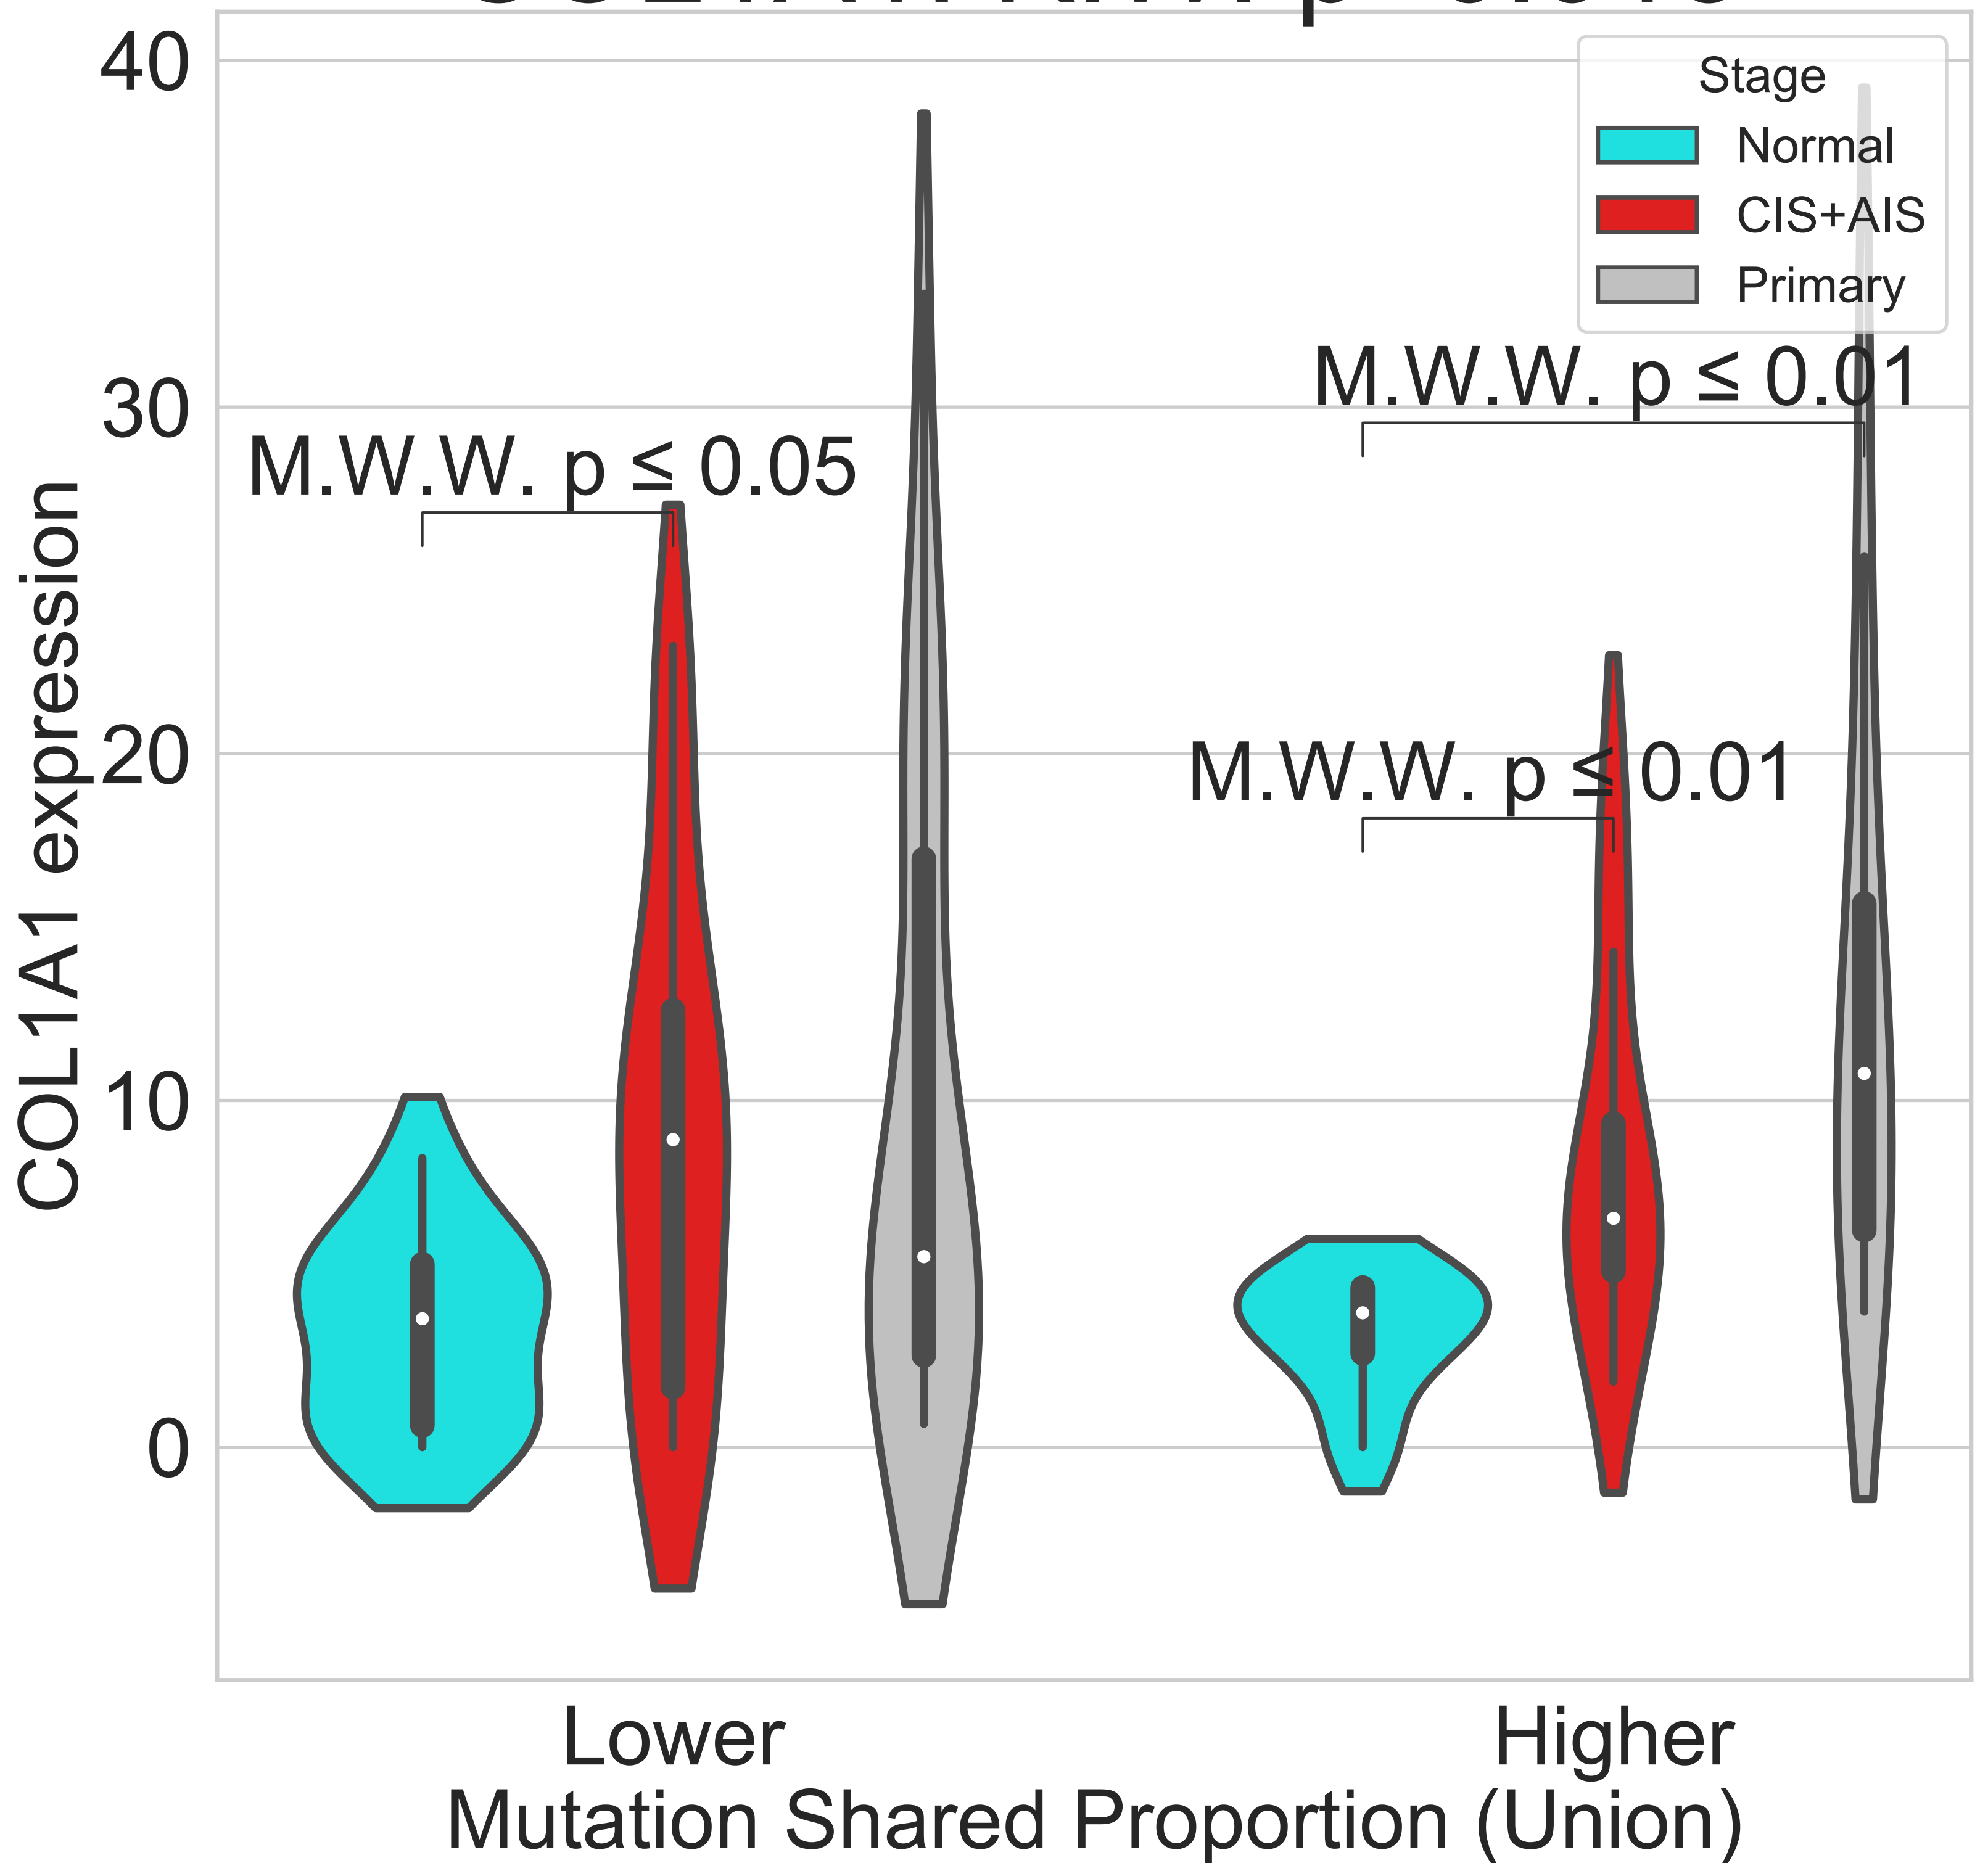 40
30
20
10
0
COL1A1 expression
Stage
Normal
CIS+AIS
Primary
M.W.W. p ≤ 0.01
M.W.W. p ≤ 0.05
M.W.W. p ≤ 0.01
Lower
Higher
Mutation Shared Proportion (Union)